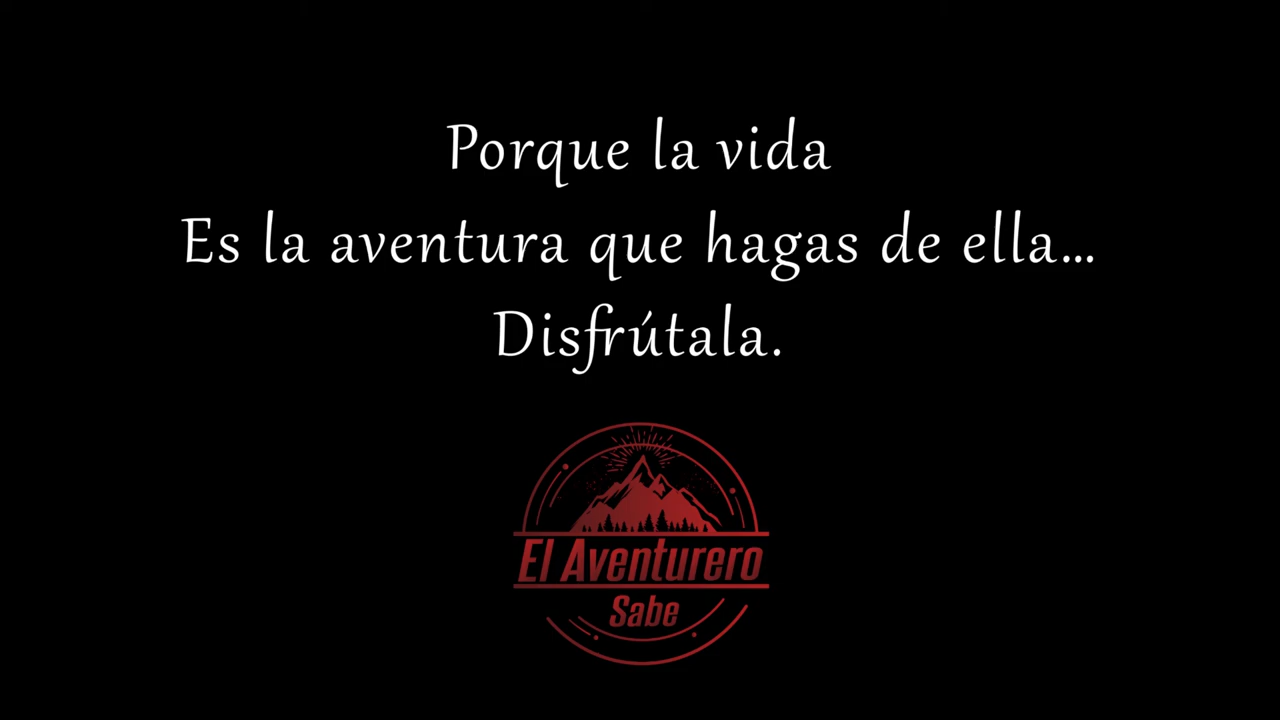 Porque la vida
Es la aventura que hagas de ella...
Disfrútala.
El Aventurero
Sabe